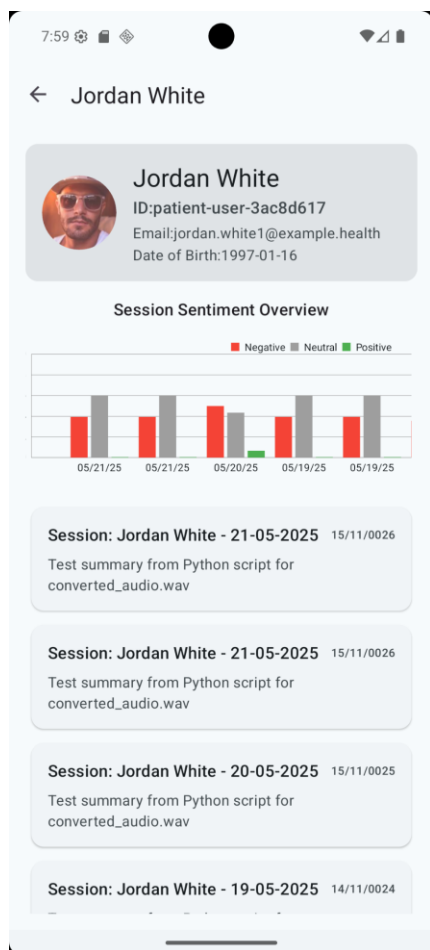 7:59
Jordan White
Jordan White
ID:patient-user-3ac8d617
Email:jordan.white1@example.health
Date of Birth:1997-01-16
Session Sentiment Overview
Negative Neutral Positive
05/21/25 05/21/25 05/20/25 05/19/25 05/19/25
Session: Jordan White - 21-05-2025 15/11/0026
Test summary from Python script for
converted_audio.wav
Session: Jordan White - 21-05-2025 15/11/0026
Test summary from Python script for
converted_audio.wav
Session: Jordan White - 20-05-2025 15/11/0025
Test summary from Python script for
converted_audio.wav
Session: Jordan White - 19-05-2025 14/11/0024